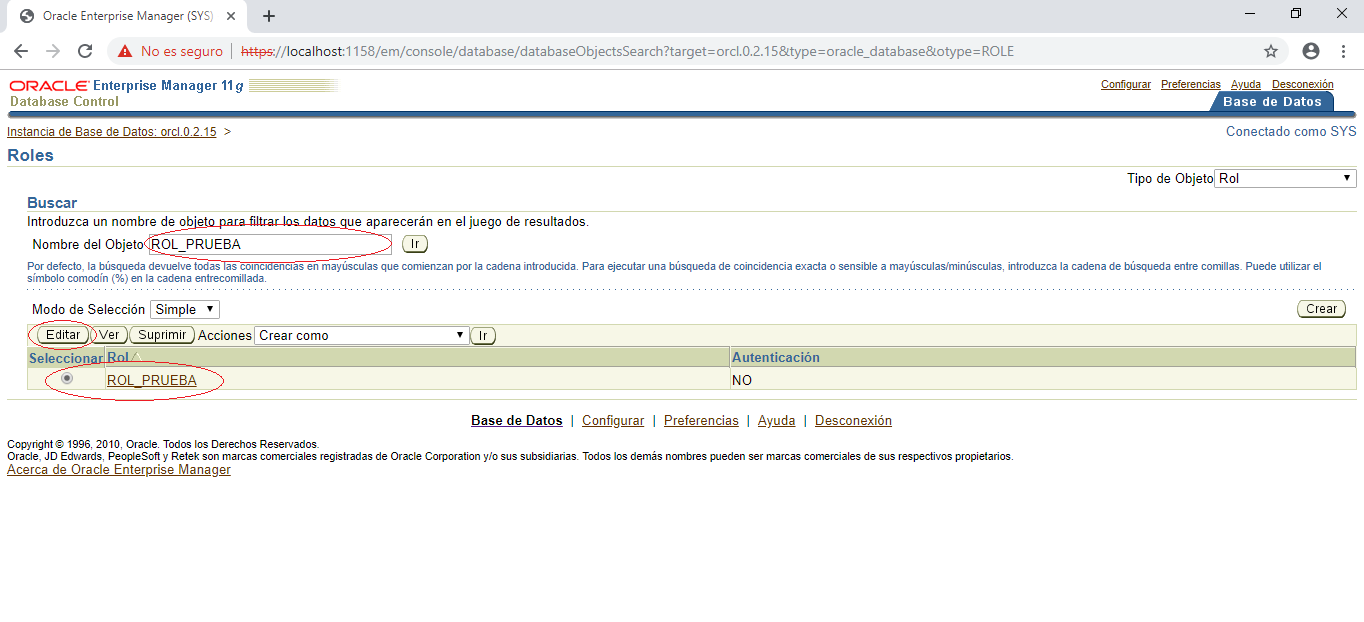 Oracle Enterprise Manager (SYS)
No es seguro | https://localhost:1158/em/console/database/databaseObjectsSearch?target=orcl.0.2.15&type=oracle_database&otype=ROLE
ORACLE Enterprise Manager 11g
Configurar Preferencias Ayuda Desconexión
Database Control
Base de Datos
Instancia de Base de Datos: orcl.0.2.15 >
Conectado como SYS
Roles
Tipo de Objeto Rol
Buscar
Introduzca un nombre de objeto para filtrar los datos que aparecerán en el juego de resultados.
Nombre del Objeto ROL_PRUEBA Ir
Por defecto, la búsqueda devuelve todas las coincidencias en mayúsculas que comienzan por la cadena introducida. Para ejecutar una búsqueda de coincidencia exacta o sensible a mayúsculas/minúsculas, introduzca la cadena de búsqueda entre comillas. Puede utilizar el
símbolo comodín (%) en la cadena entrecomillada.
Modo de Selección Simple
Crear
Editar Ver Suprimir Acciones Crear como Ir
Seleccionar Rol Autenticación
ROL_PRUEBA NO
Base de Datos | Configurar | Preferencias | Ayuda | Desconexión
Copyright © 1996, 2010, Oracle. Todos los Derechos Reservados.
Oracle, JD Edwards, PeopleSoft y Retek son marcas comerciales registradas de Oracle Corporation y/o sus subsidiarias. Todos los demás nombres pueden ser marcas comerciales de sus respectivos propietarios.
Acerca de Oracle Enterprise Manager